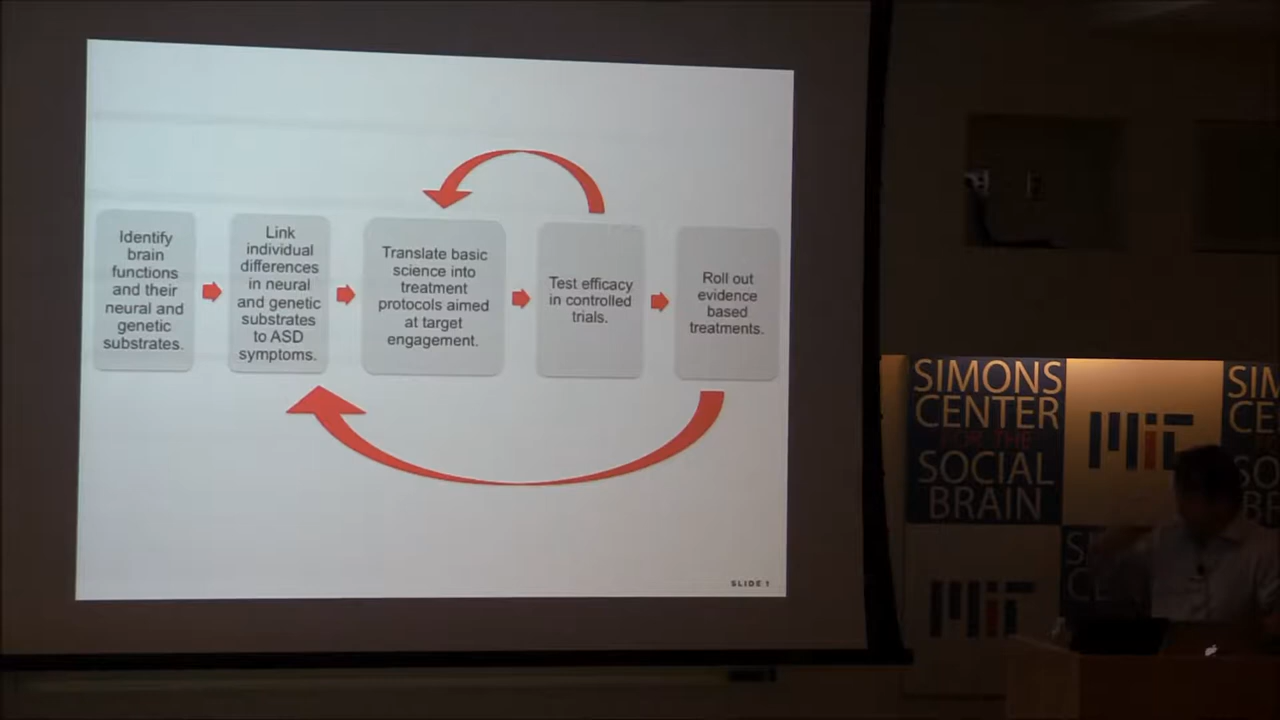 Identify
brain
functions
and their
neural and
genetic
substrates.
Link
individual
differences
in neural
and genetic
substrates
to ASD
symptoms.
Translate basic
science into
treatment
protocols aimed
at target
engagement.
Test efficacy
in controlled
trials.
Roll out
evidence
based
treatments.
SLIDE 1
SIMONS
CENTER
FOR THE
SOCIAL
BRAIN
MIT
SIM
CE
SO
B
S
C
MIT